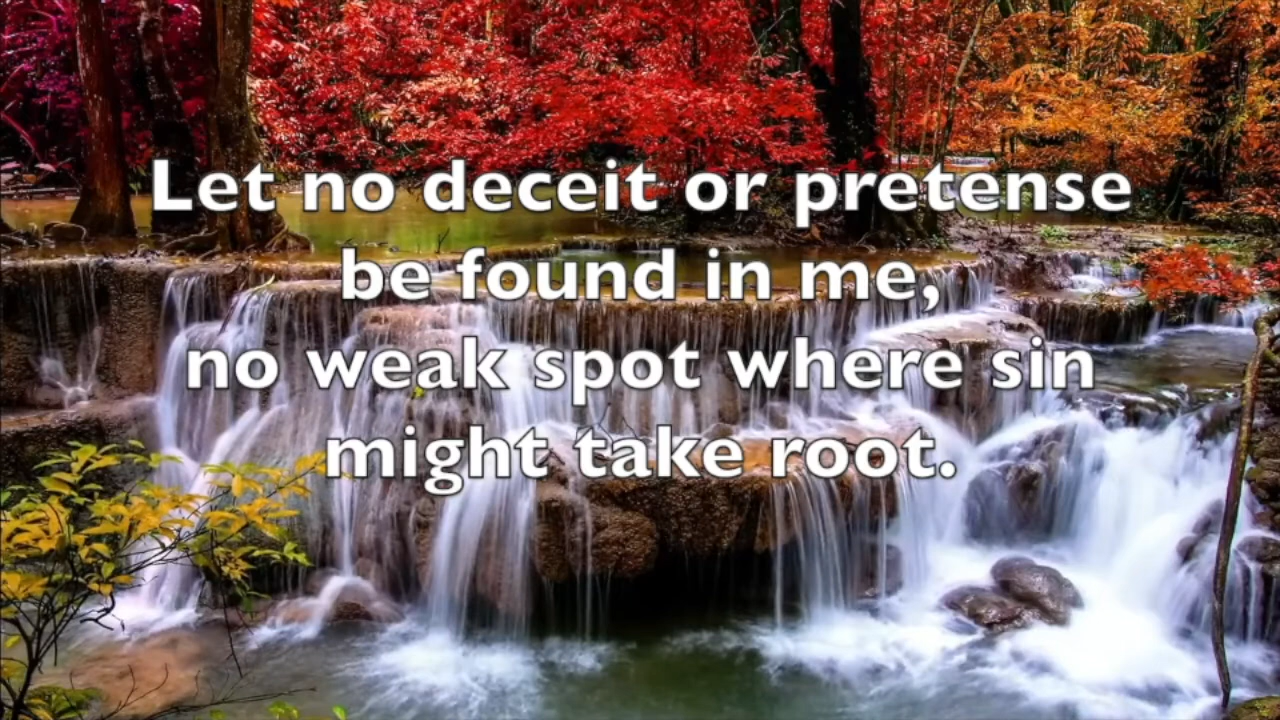 Let no deceit or pretense
be found in me,
no weak spot where sin
might take root.